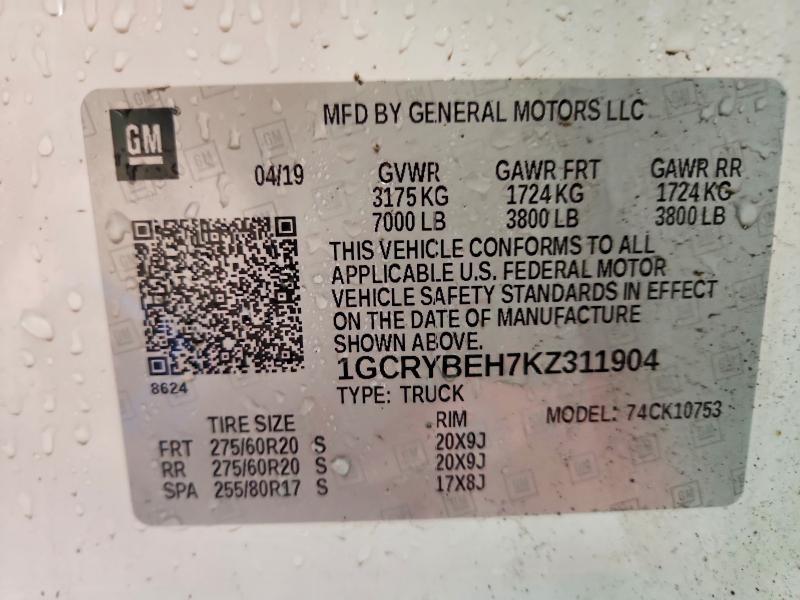 GM
MFD BY GENERAL MOTORS LLC
04/19 GVWR GAWR FRT GAWR RR
3175 KG 1724 KG 1724 KG
7000 LB 3800 LB 3800 LB
THIS VEHICLE CONFORMS TO ALL
APPLICABLE U.S. FEDERAL MOTOR
VEHICLE SAFETY STANDARDS IN EFFECT
ON THE DATE OF MANUFACTURE
SHOWN ABOVE.
1GCRYBEH7KZ311904
8624
TYPE: TRUCK
MODEL: 74CK10753
TIRE SIZE RIM
FRT 275/60R20 S 20X9J
RR 275/60R20 S 20X9J
SPA 255/80R17 S 17X8J